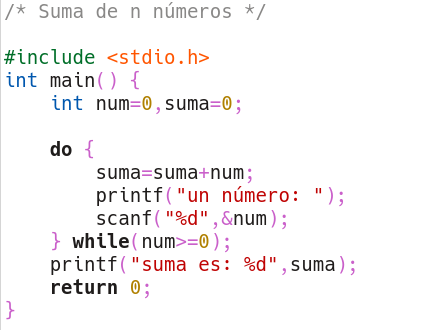 /* Suma de n números */
#include <stdio.h>
int main() {
    int num=0,suma=0;
    do {
        suma=suma+num;
        printf("un número: ");
        scanf("%d",&num);
    } while(num>=0);
    printf("suma es: %d",suma);
    return 0;
}